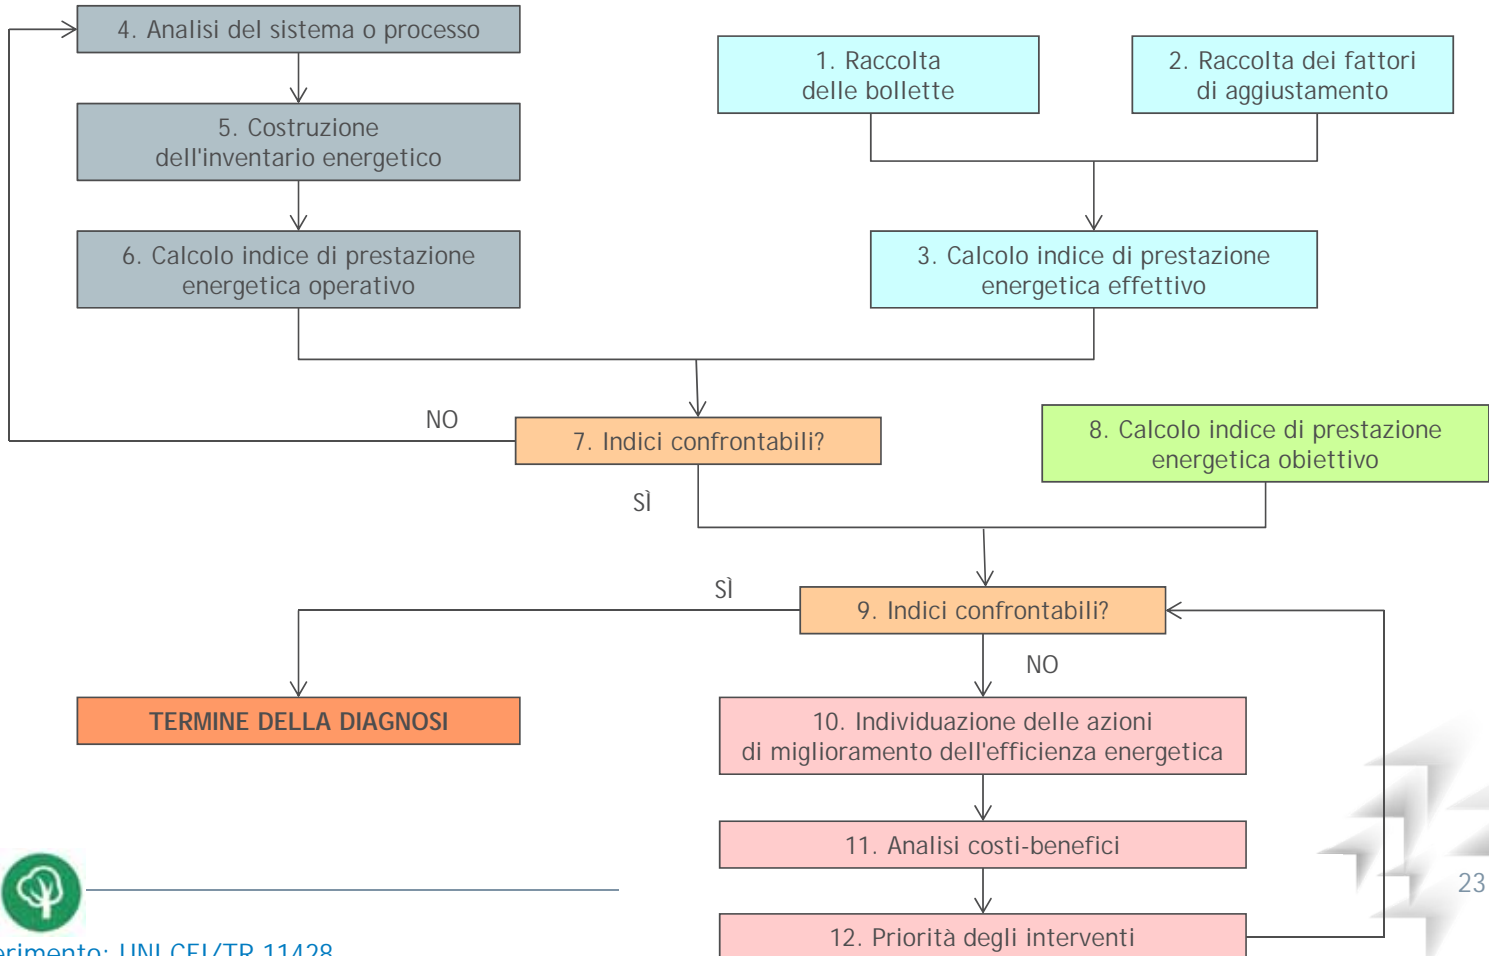 4. Analisi del sistema o processo
1. Raccolta
delle bollette
2. Raccolta dei fattori
di aggiustamento
5. Costruzione
dell'inventario energetico
6. Calcolo indice di prestazione
energetica operativo
3. Calcolo indice di prestazione
energetica effettivo
NO
7. Indici confrontabili?
8. Calcolo indice di prestazione
energetica obiettivo
SÌ
SÌ
9. Indici confrontabili?
NO
TERMINE DELLA DIAGNOSI
10. Individuazione delle azioni
di miglioramento dell'efficienza energetica
11. Analisi costi-benefici
23
12. Priorità degli interventi
erimento: UNI CEI/TR 11428